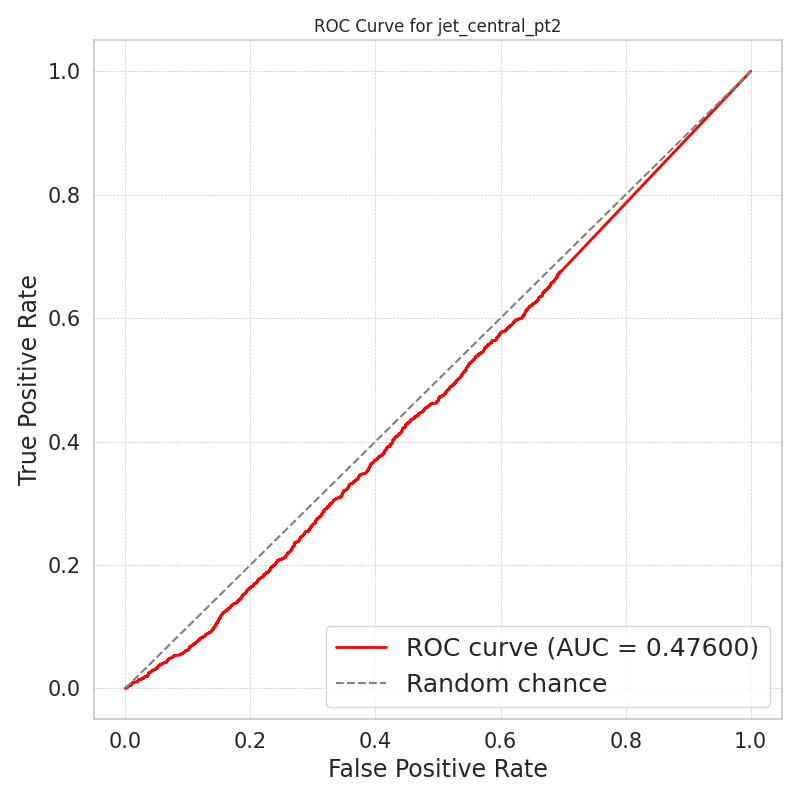 ROC Curve for jet_central_pt2
True Positive Rate
1.0
0.8
0.6
0.4
0.2
0.0
ROC curve (AUC = 0.47600)
Random chance
0.0 0.2 0.4 0.6 0.8 1.0
False Positive Rate